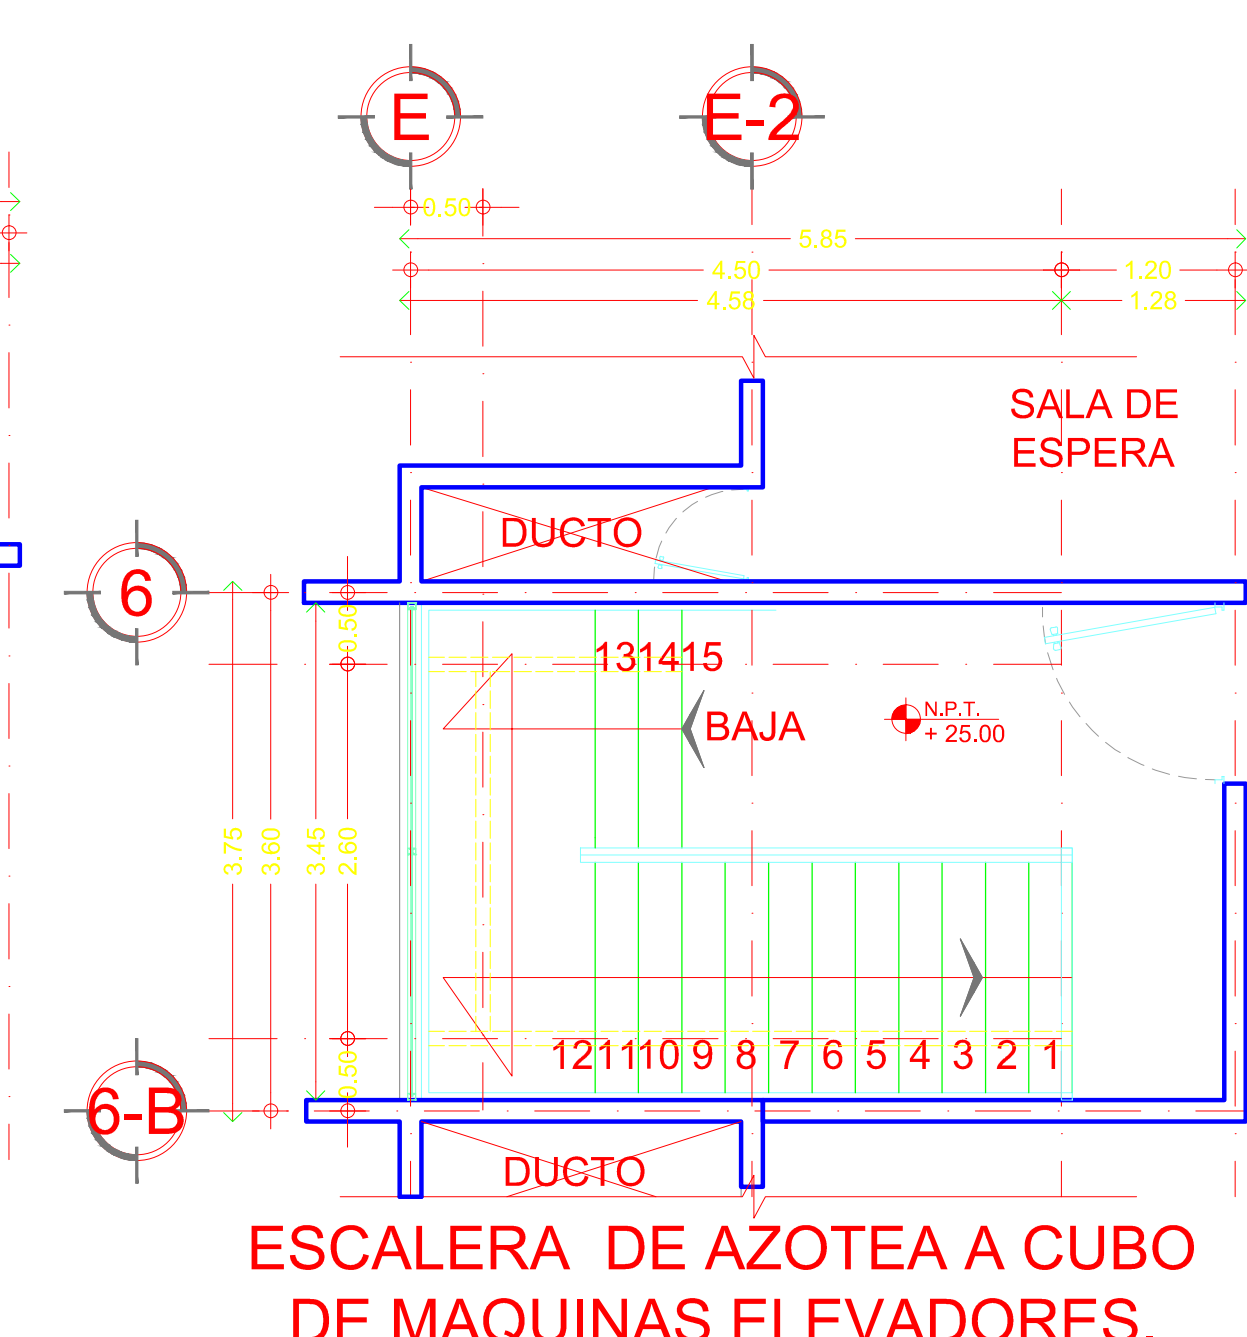 E
E-2
0.50
5.85
4.50
1.20
4.58
1.28
SALA DE
ESPERA
DUCTO
6
0.50
131415
BAJA
N.P.T.
+ 25.00
3.75
3.60
3.45
2.60
121110 9 8 7 6 5 4 3 2 1
0.50
6-B
DUCTO
ESCALERA DE AZOTEA A CUBO
DE MAQUINAS ELEVADORES.